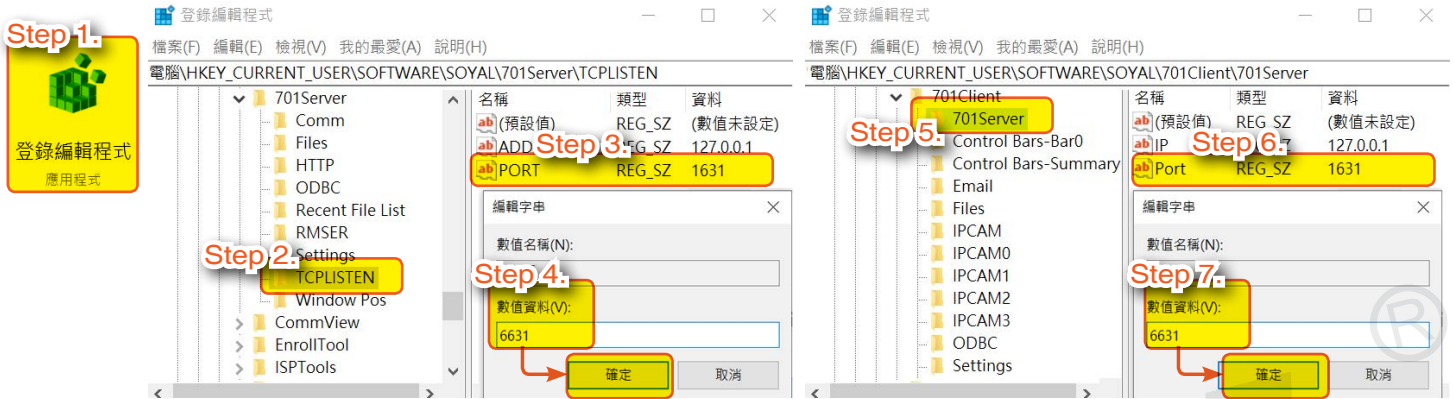 Step 1.
登錄編輯程式
應用程式
登錄編輯程式
檔案(F) 編輯(E) 檢視(V) 我的最愛(A) 說明(H)
電腦\HKEY_CURRENT_USER\SOFTWARE\SOYAL\701Server\TCPLISTEN
701Server
Comm
Files
HTTP
ODBC
Recent File List
RMSER
Settings
Step 2.
TCPLISTEN
Window Pos
CommView
EnrollTool
ISPTools
名稱 類型 資料
(預設值) REG_SZ (數值未設定)
Step 3.
ADD SZ 127.0.0.1
PORT REG_SZ 1631
編輯字串
數值名稱(N):
Step 4.
數值資料(V):
6631
確定 取消
登錄編輯程式
檔案(F) 編輯(E) 檢視(V) 我的最愛(A) 說明(H)
電腦\HKEY_CURRENT_USER\SOFTWARE\SOYAL\701Client\701Server
701Client
701Server
Step 5.
Control Bars-Bar0
Control Bars-Summary
Email
Files
IPCAM
IPCAM0
IPCAM1
IPCAM2
IPCAM3
ODBC
Settings
名稱 類型 資料
(預設值) REG_SZ (數值未設定)
Step 6.
IP 127.0.0.1
Port REG_SZ 1631
編輯字串
數值名稱(N):
Step 7.
數值資料(V):
6631
確定 取消
®